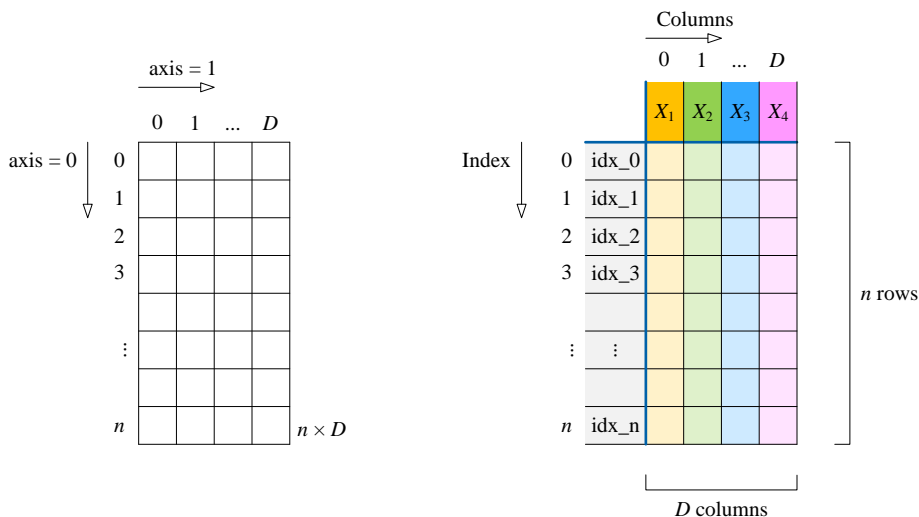 axis = 1
0 1 ... D
axis = 0
0
1
2
3
⋮
n
n × D
Columns
0 1 ... D
X1 X2 X3 X4
Index
0 idx_0
1 idx_1
2 idx_2
3 idx_3
⋮ ⋮
n idx_n
n rows
D columns